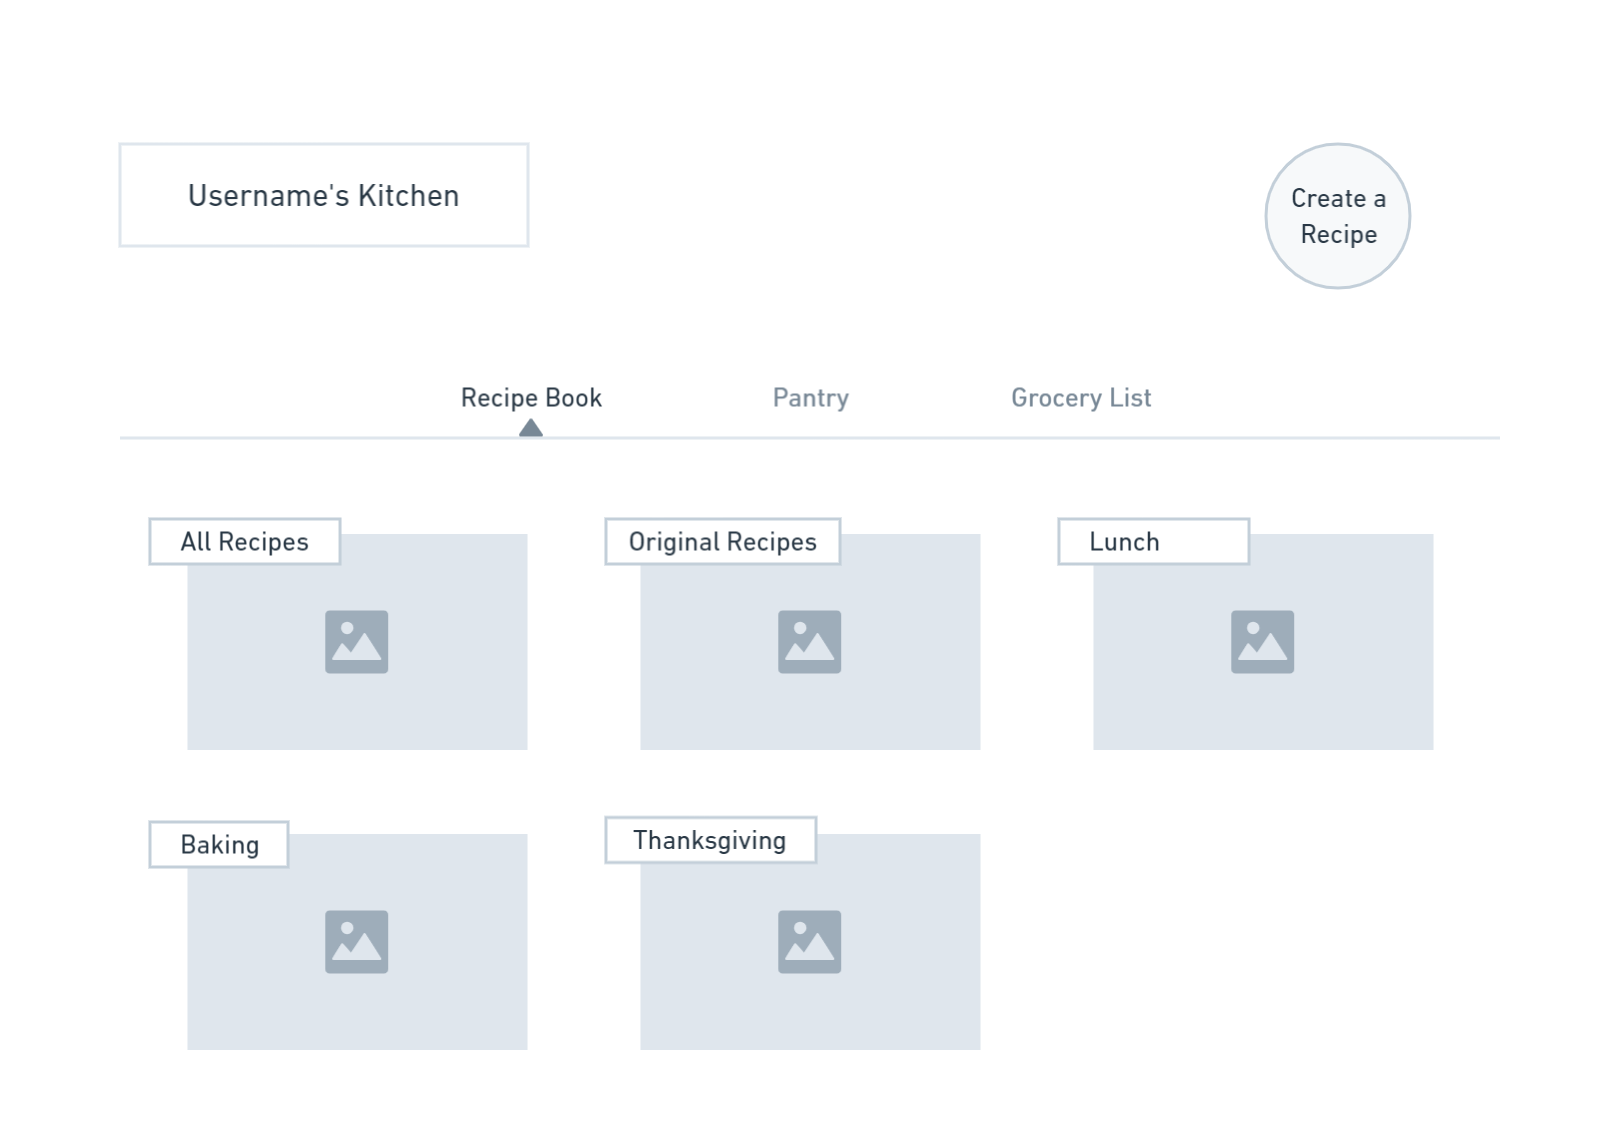 Username's Kitchen
Create a
Recipe
Recipe Book
Pantry
Grocery List
All Recipes
Original Recipes
Lunch
Baking
Thanksgiving